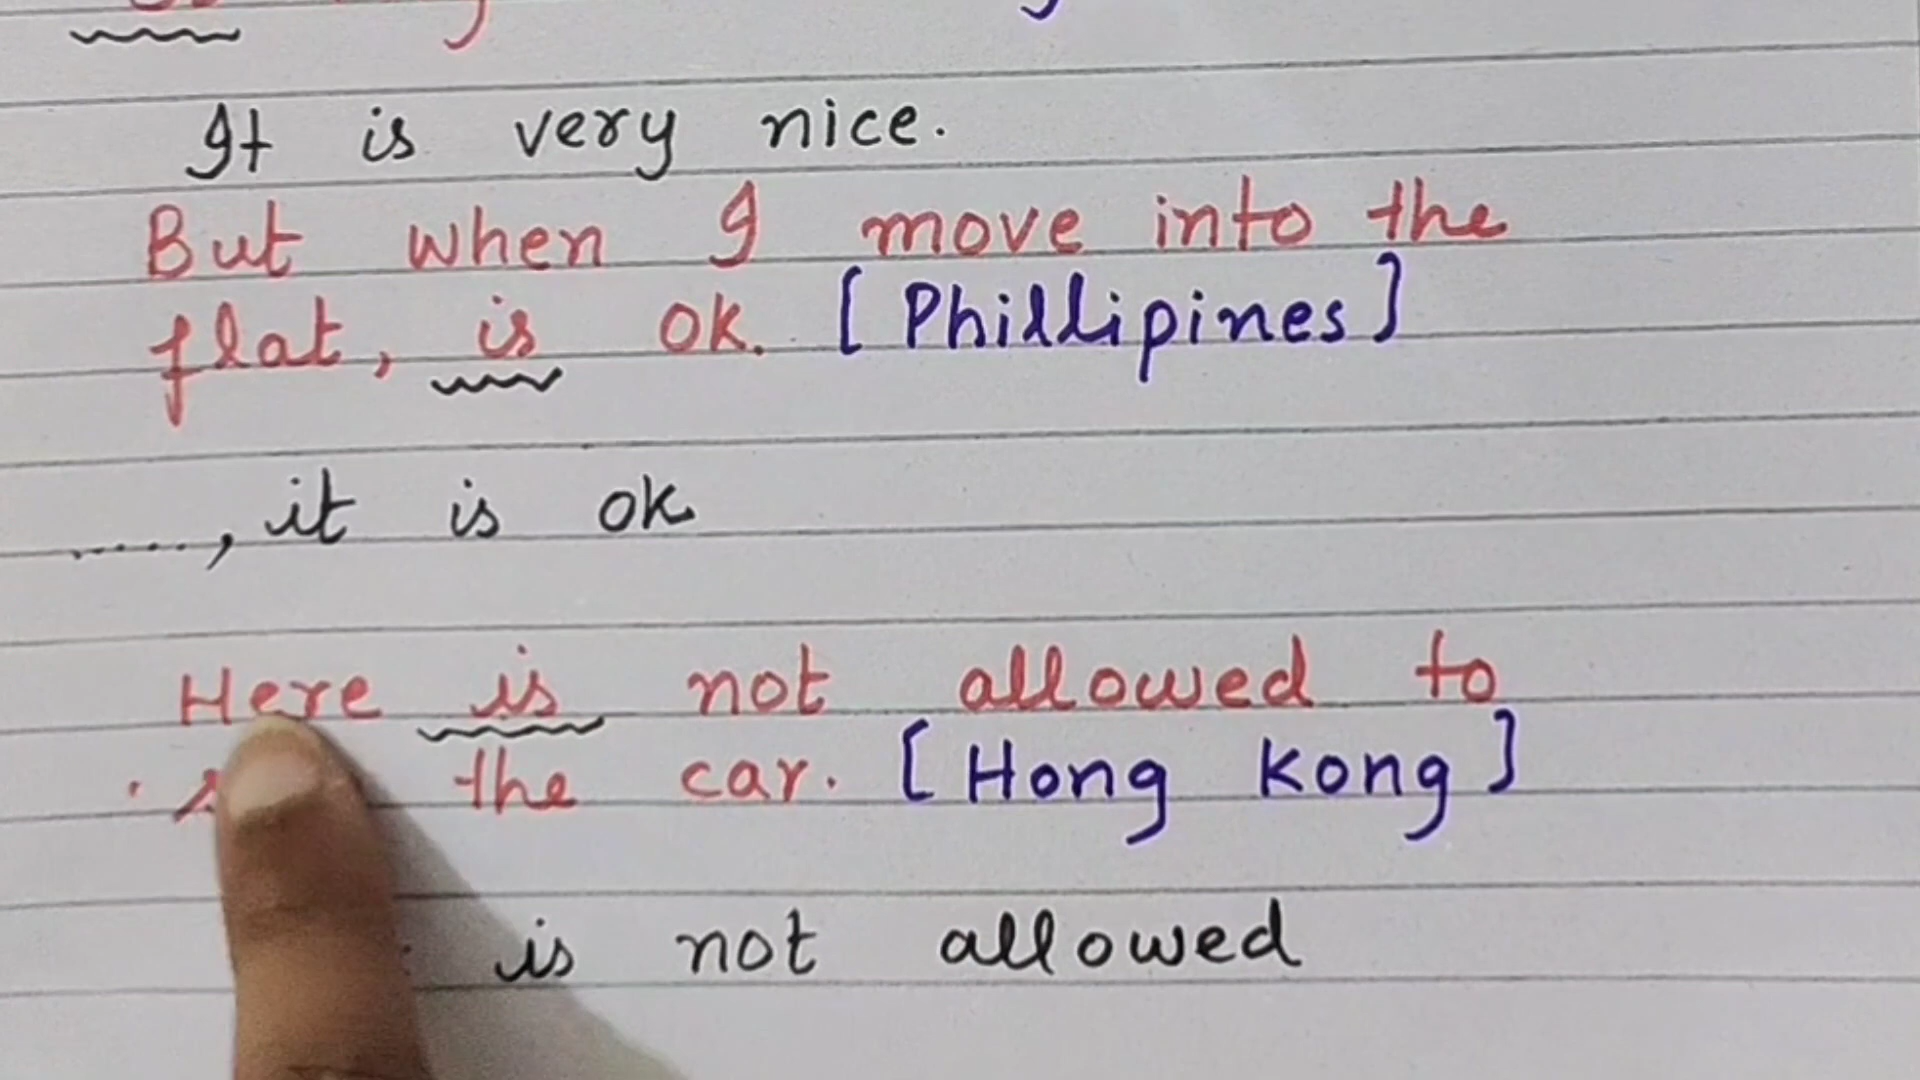 It is very nice.
But when I move into the
flat, is ok. [Phillipines]
....., it is ok
Here is not allowed to
the car. [Hong Kong]
is not allowed